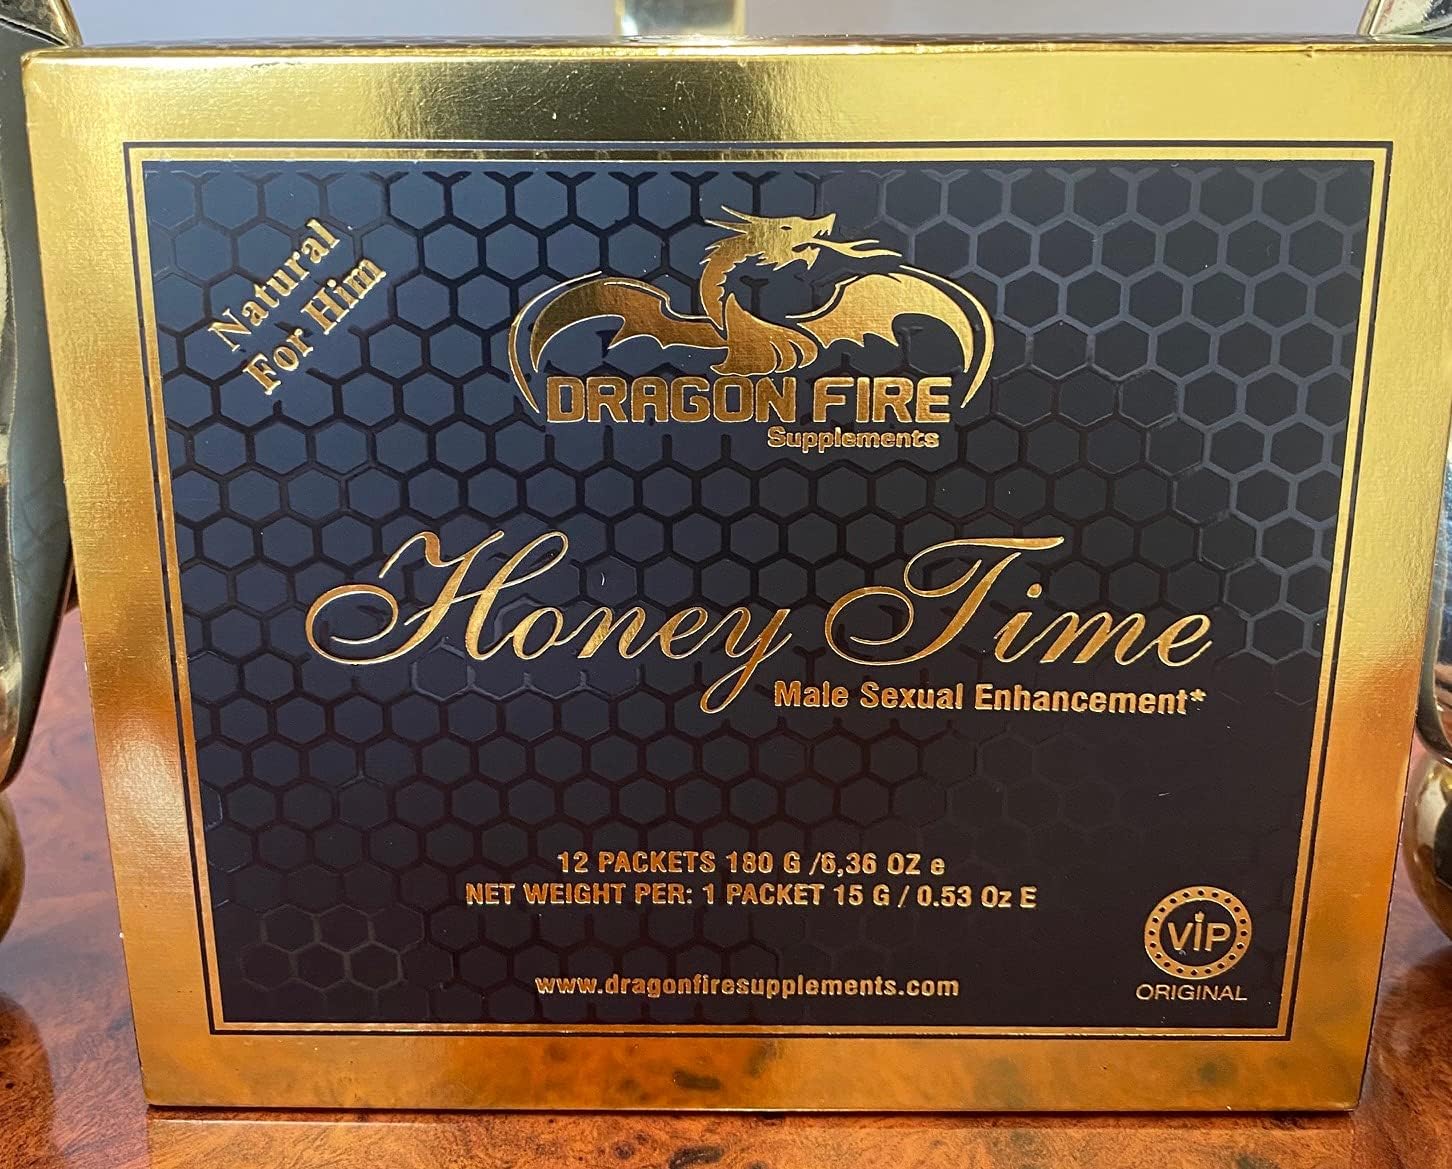 Natural
For Him
DRAGON FIRE
Supplements
Honey Time
Male Sexual Enhancement*
12 PACKETS 180 G /6,36 OZ e
NET WEIGHT PER: 1 PACKET 15 G / 0.53 Oz E
www.dragonfiresupplements.com
VIP
ORIGINAL